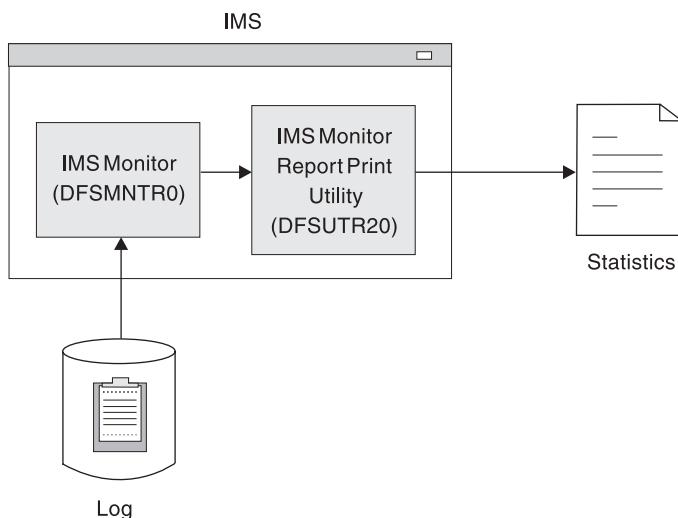 IMS
IMS Monitor
(DFSMNTR0)
IMS Monitor
Report Print
Utility
(DFSUTR20)
Statistics
Log